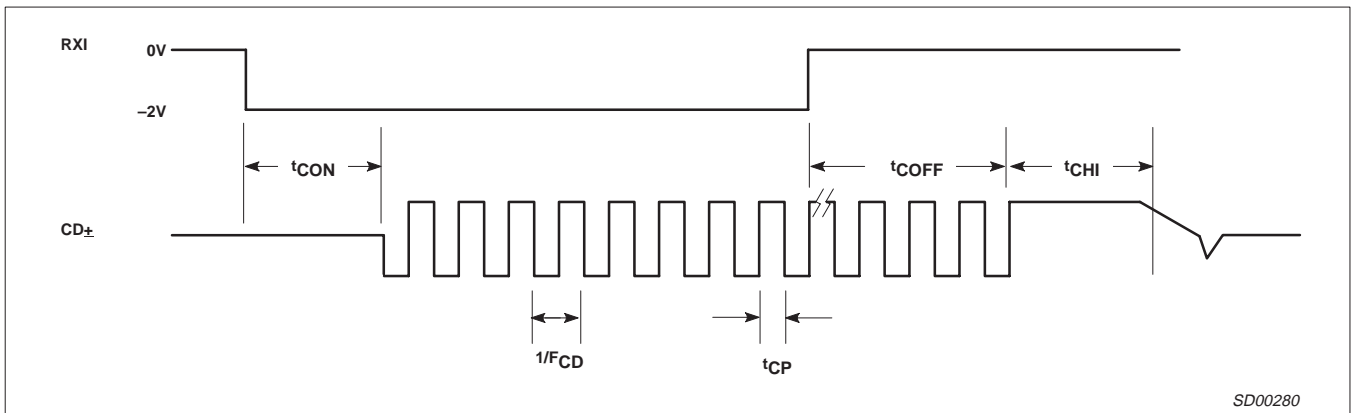 RXI
0V
–2V
tCON
tCOFF
tCHI
CD±
1/FCD
tCP
SD00280